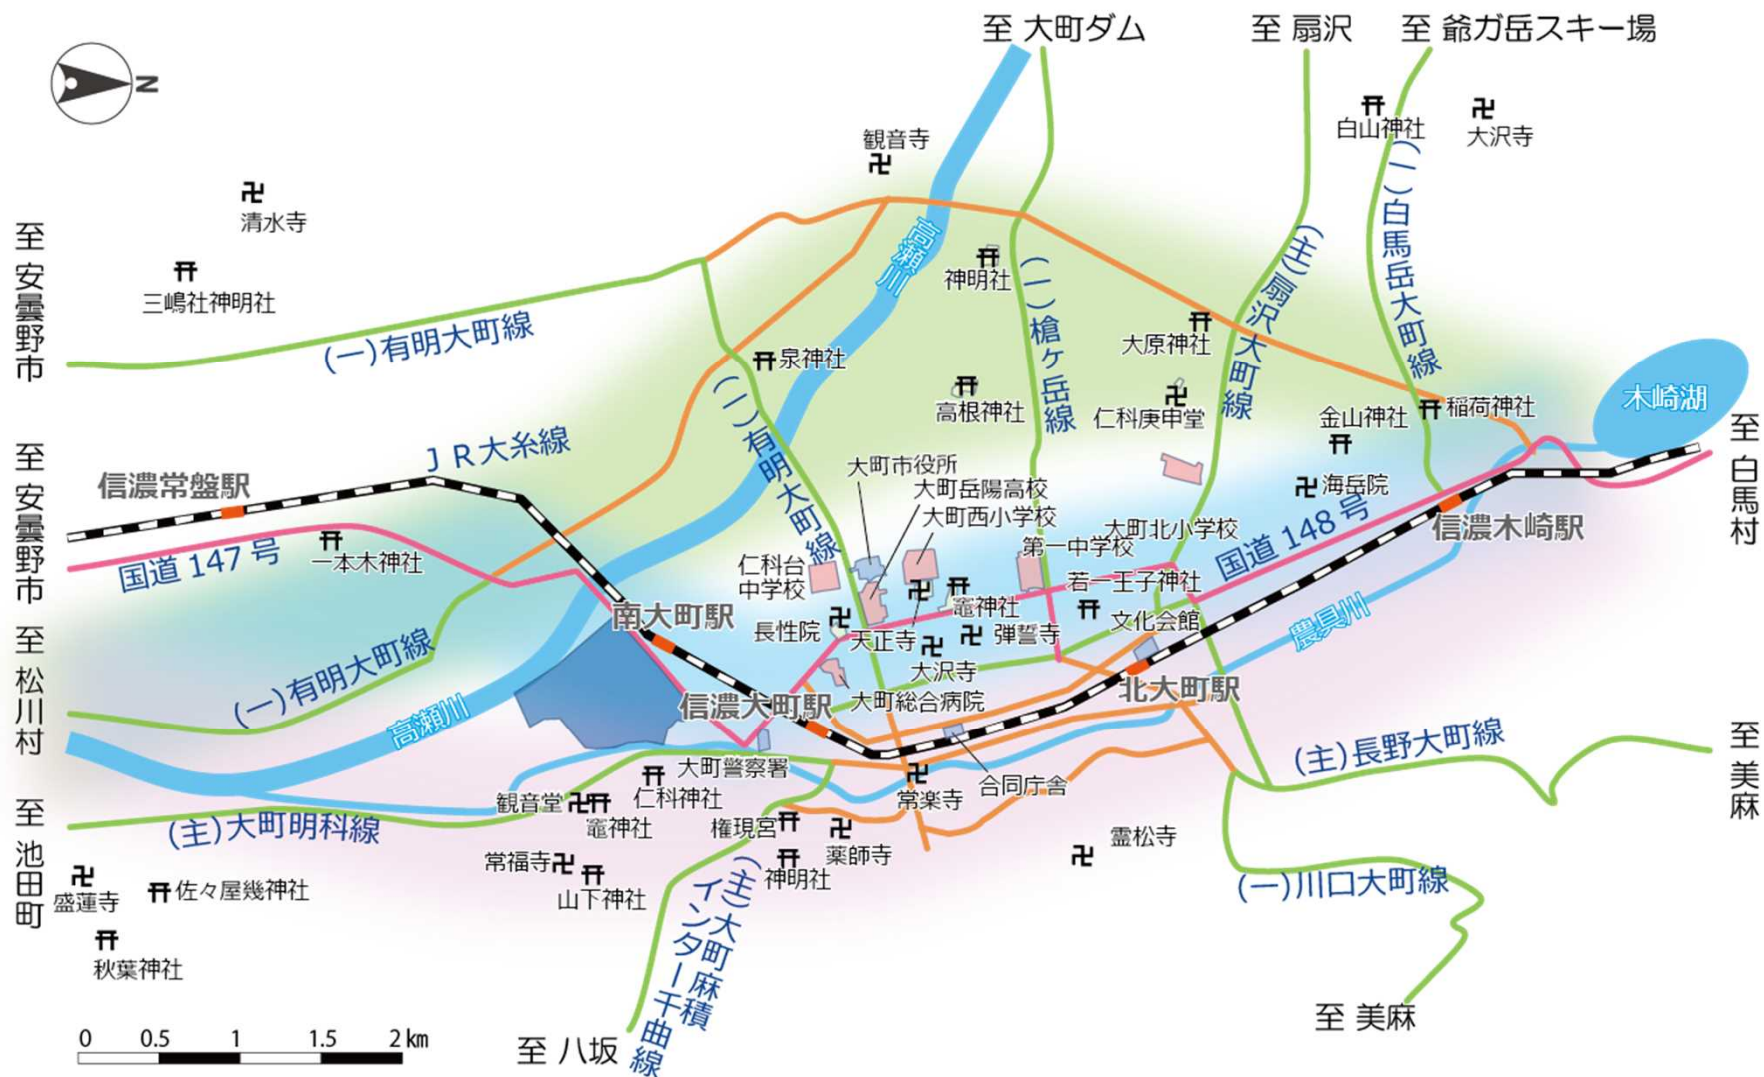 至 大町ダム
至 扇沢
至 爺ガ岳スキー場
N
観音寺
白山神社
大沢寺
清水寺
至 安曇野市
三嶋社神明社
(一)有明大町線
高瀬川
神明社
(一)槍ヶ岳線
(主)扇沢大町線
(一)白馬岳大町線
大原神社
泉神社
高根神社
仁科庚申堂
金山神社
稲荷神社
木崎湖
至 白馬村
(一)有明大町線
JR大糸線
至 安曇野市
信濃常盤駅
国道147号
一本木神社
大町市役所
大町岳陽高校
大町西小学校
第一中学校
大町北小学校
海岳院
国道148号
信濃木崎駅
仁科台
中学校
竈神社
若一王子神社
文化会館
南大町駅
長性院
天正寺
弾誓寺
大沢寺
農具川
至 松川村
(一)有明大町線
高瀬川
信濃大町駅
大町総合病院
北大町駅
大町警察署
合同庁舎
常楽寺
(主)長野大町線
至 美麻
至 池田町
(主)大町明科線
観音堂
竈神社
仁科神社
権現宮
薬師寺
霊松寺
常福寺
山下神社
神明社
盛蓮寺
佐々屋幾神社
秋葉神社
(主)大町麻績
インター千曲線
(一)川口大町線
至 美麻
至 八坂
0 0.5 1 1.5 2 km